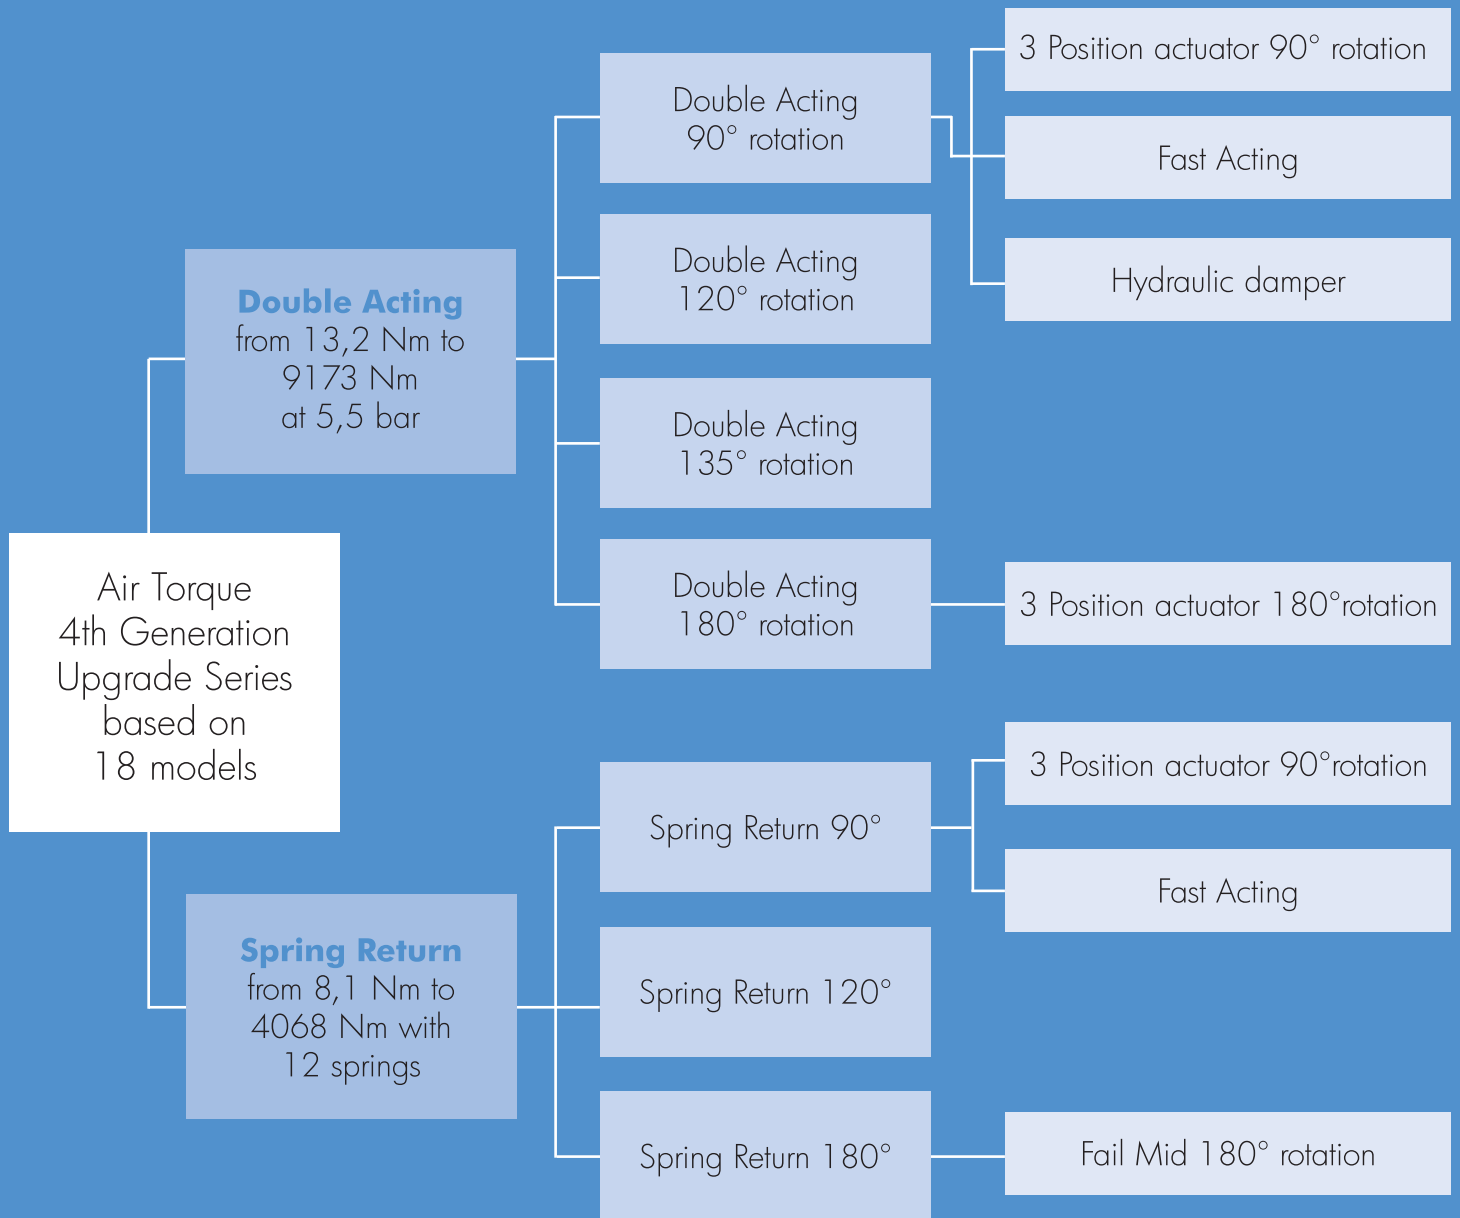 Air Torque
4th Generation
Upgrade Series
based on
18 models
Double Acting
from 13,2 Nm to
9173 Nm
at 5,5 bar
Double Acting
90° rotation
3 Position actuator 90° rotation
Fast Acting
Hydraulic damper
Double Acting
120° rotation
Double Acting
135° rotation
Double Acting
180° rotation
3 Position actuator 180°rotation
Spring Return
from 8,1 Nm to
4068 Nm with
12 springs
Spring Return 90°
3 Position actuator 90°rotation
Fast Acting
Spring Return 120°
Spring Return 180°
Fail Mid 180° rotation